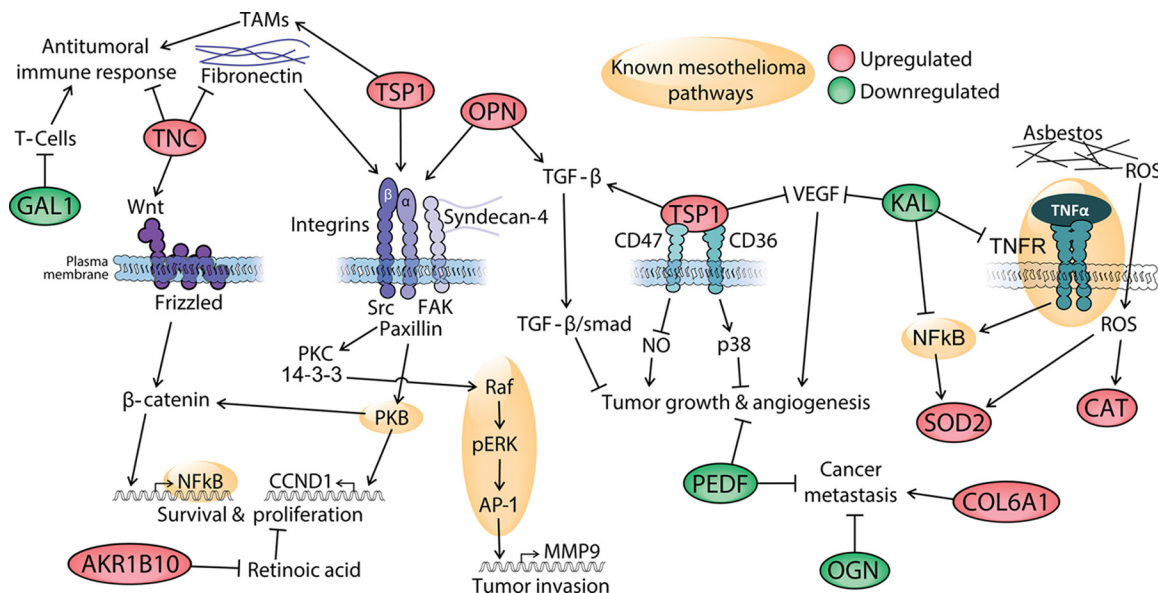 TAMs
Antitumoral
immune response
Fibronectin
TSP1
OPN
TNC
T-Cells
GAL1
Wnt
Plasma
membrane
Frizzled
β-catenin
NFkB
CCND1
Survival & proliferation
AKR1B10
Retinoic acid
β
α
Integrins
Syndecan-4
Src
FAK
Paxillin
PKC
14-3-3
PKB
Raf
pERK
AP-1
MMP9
Tumor invasion
Known mesothelioma
pathways
Upregulated
Downregulated
TGF-β
TSP1
VEGF
KAL
CD47
CD36
TGF-β/smad
NO
p38
Tumor growth & angiogenesis
Asbestos
ROS
TNFα
TNFR
NFkB
ROS
SOD2
CAT
PEDF
Cancer
metastasis
COL6A1
OGN